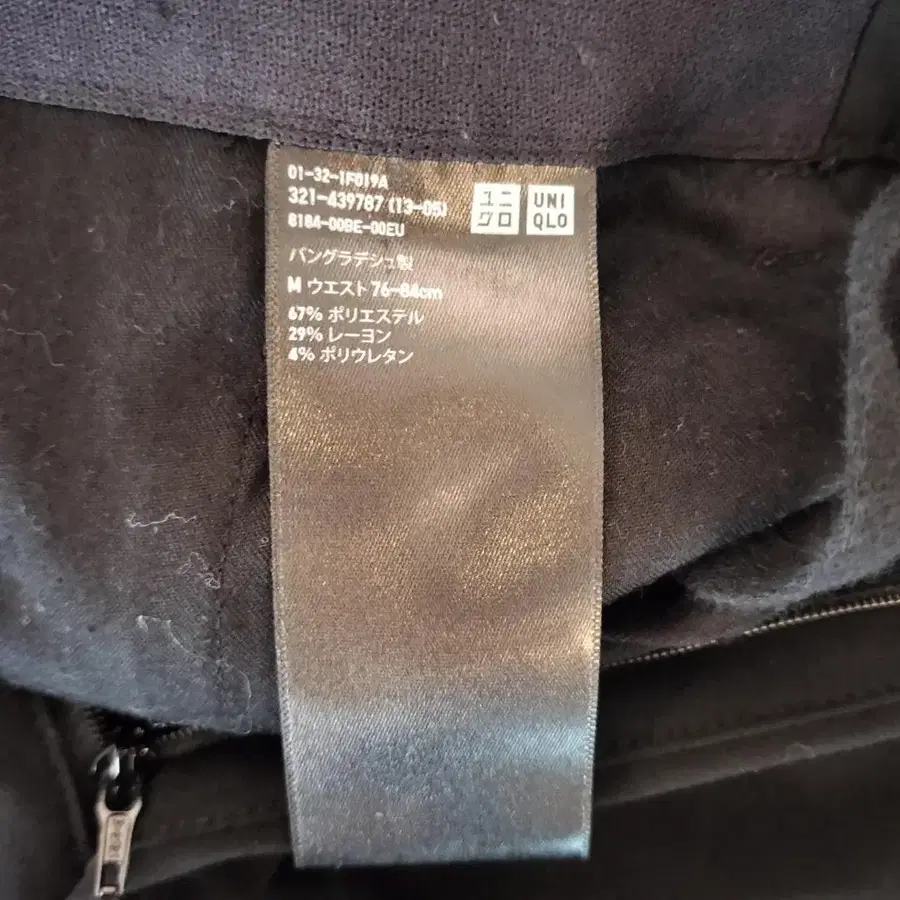 01-32-1F019A
321-439787 (13-05)
8184-00BE-00EU
ユニ
クロ
UNI
QLO
バングラデシュ製
M ウエスト 76-84cm
67% ポリエステル
29% レーヨン
4% ポリウレタン
YKK